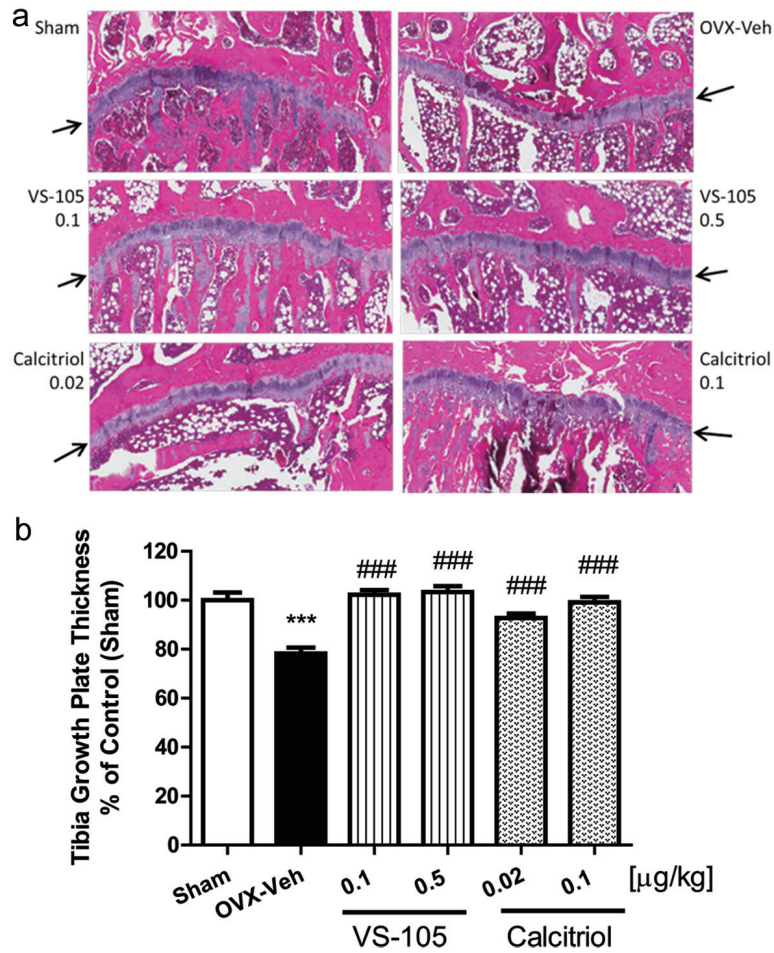 a
Sham
OVX-Veh
VS-105
0.1
VS-105
0.5
Calcitriol
0.02
Calcitriol
0.1
b
Tibia Growth Plate Thickness
% of Control (Sham)
120
100
80
60
40
20
0
***
###
###
###
###
Sham
OVX-Veh
0.1
0.5
0.02
0.1
[µg/kg]
VS-105
Calcitriol